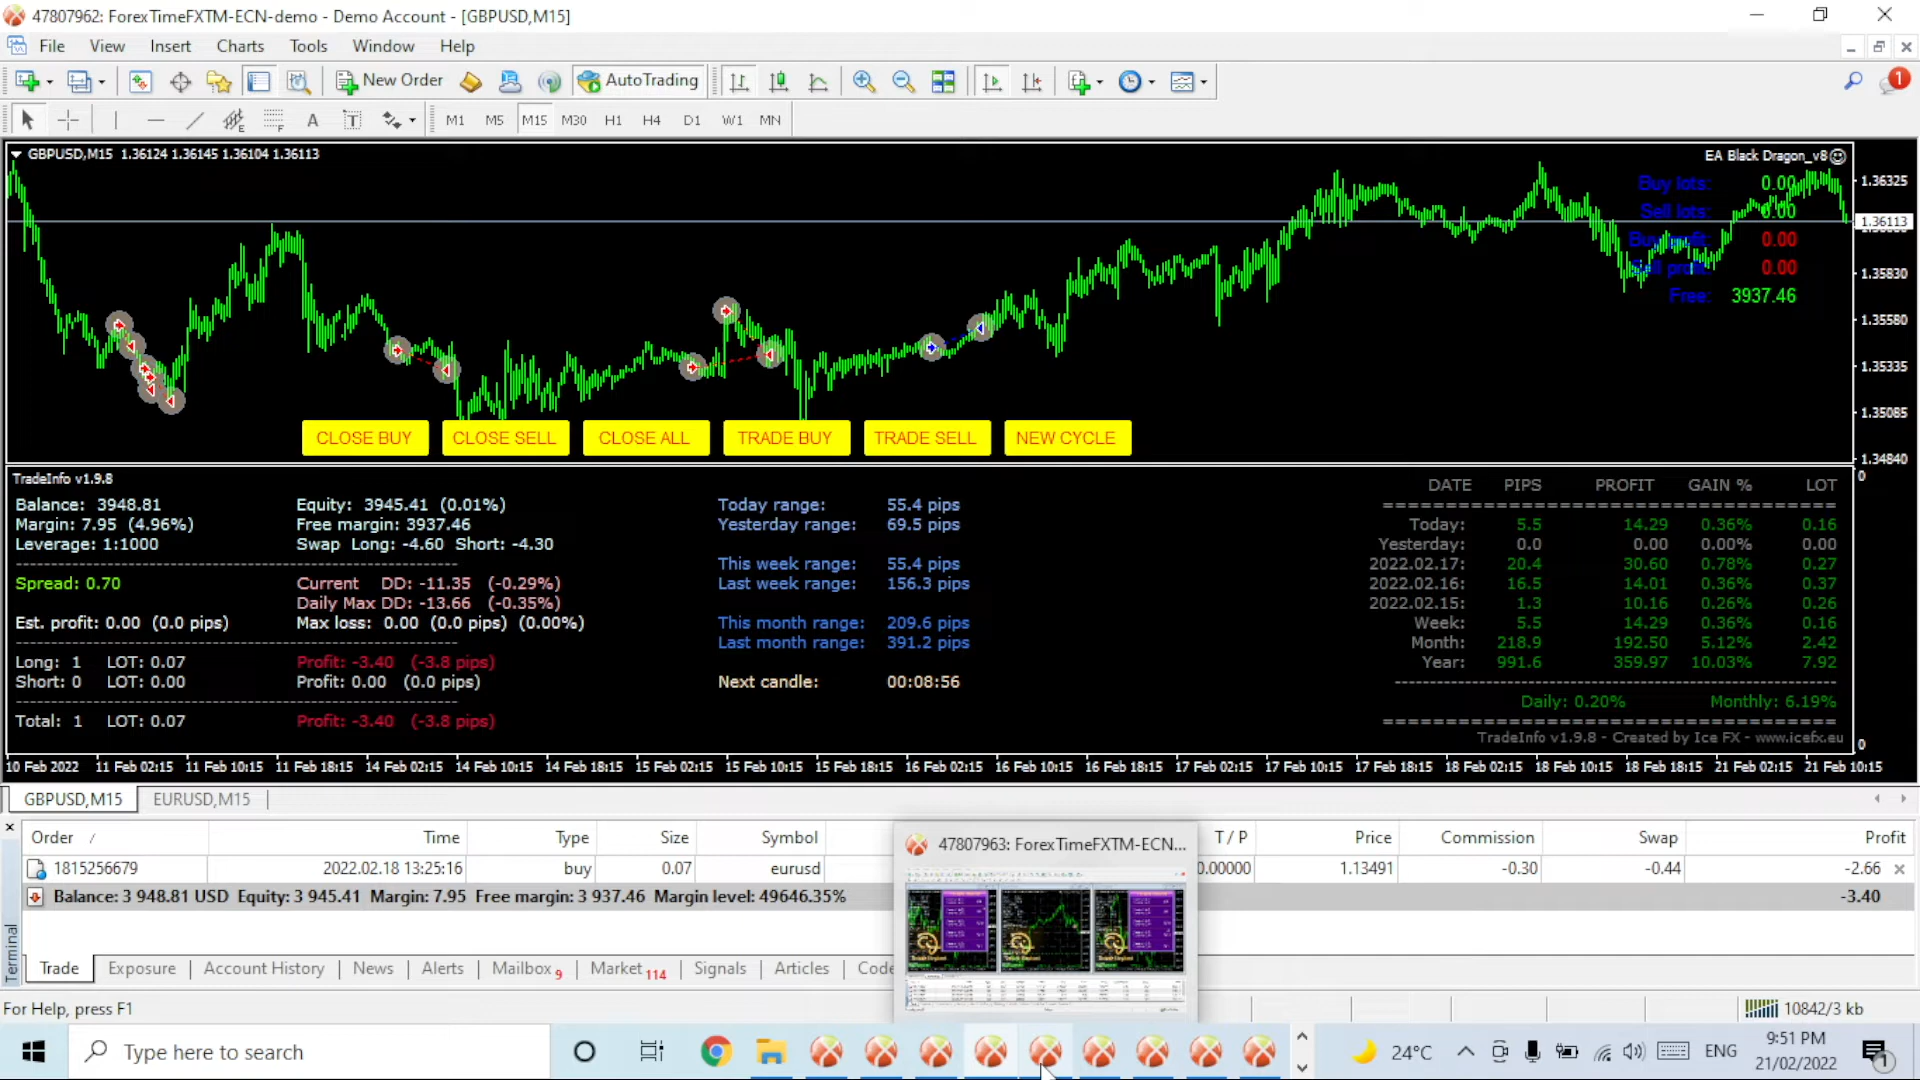 47807962: ForexTimeFXTM-ECN-demo - Demo Account - [GBPUSD,M15]
File View Insert Charts Tools Window Help
New Order AutoTrading 1
A T M1 M5 M15 M30 H1 H4 D1 W1 MN
GBPUSD,M15 1.36124 1.36145 1.36104 1.36113
EA Black Dragon_v8
Buy lots: 0.00
Sell lots: 0.00
Buy profit: 0.00
Sell profit: 0.00
Free: 3937.46
1.36325
1.36113
1.35830
1.35580
1.35335
1.35085
1.34840
CLOSE BUY CLOSE SELL CLOSE ALL TRADE BUY TRADE SELL NEW CYCLE
TradeInfo v1.9.8
0
DATE PIPS PROFIT GAIN % LOT
Balance: 3948.81 Equity: 3945.41 (0.01%) Today range: 55.4 pips
Margin: 7.95 (4.96%) Free margin: 3937.46 Yesterday range: 69.5 pips Today: 5.5 14.29 0.36% 0.16
Leverage: 1:1000 Swap Long: -4.60 Short: -4.30 Yesterday: 0.0 0.00 0.00% 0.00
This week range: 55.4 pips 2022.02.17: 20.4 30.60 0.78% 0.27
Spread: 0.70 Current DD: -11.35 (-0.29%) Last week range: 156.3 pips 2022.02.16: 16.5 14.01 0.36% 0.37
Daily Max DD: -13.66 (-0.35%) 2022.02.15: 1.3 10.16 0.26% 0.26
Est. profit: 0.00 (0.0 pips) Max loss: 0.00 (0.0 pips) (0.00%) This month range: 209.6 pips Week: 5.5 14.29 0.36% 0.16
Last month range: 391.2 pips Month: 218.9 192.50 5.12% 2.42
Long: 1 LOT: 0.07 Profit: -3.40 (-3.8 pips) Year: 991.6 359.97 10.03% 7.92
Short: 0 LOT: 0.00 Profit: 0.00 (0.0 pips) Next candle: 00:08:56
Daily: 0.20% Monthly: 6.19%
Total: 1 LOT: 0.07 Profit: -3.40 (-3.8 pips)
TradeInfo v1.9.8 - Created by Ice FX - www.icefx.eu
0
10 Feb 2022 11 Feb 02:15 11 Feb 10:15 11 Feb 18:15 14 Feb 02:15 14 Feb 10:15 14 Feb 18:15 15 Feb 02:15 15 Feb 10:15 15 Feb 18:15 16 Feb 02:15 16 Feb 10:15 16 Feb 18:15 17 Feb 02:15 17 Feb 10:15 17 Feb 18:15 18 Feb 02:15 18 Feb 10:15 18 Feb 18:15 21 Feb 02:15 21 Feb 10:15
GBPUSD,M15 EURUSD,M15
Order / Time Type Size Symbol T / P Price Commission Swap Profit
47807963: ForexTimeFXTM-ECN...
1815256679 2022.02.18 13:25:16 buy 0.07 eurusd 0.00000 1.13491 -0.30 -0.44 -2.66
Balance: 3 948.81 USD Equity: 3 945.41 Margin: 7.95 Free margin: 3 937.46 Margin level: 49646.35% -3.40
Terminal
Trade Exposure Account History News Alerts Mailbox 9 Market 114 Signals Articles Code
For Help, press F1
10842/3 kb
Type here to search
24°C
ENG
9:51 PM
21/02/2022
1